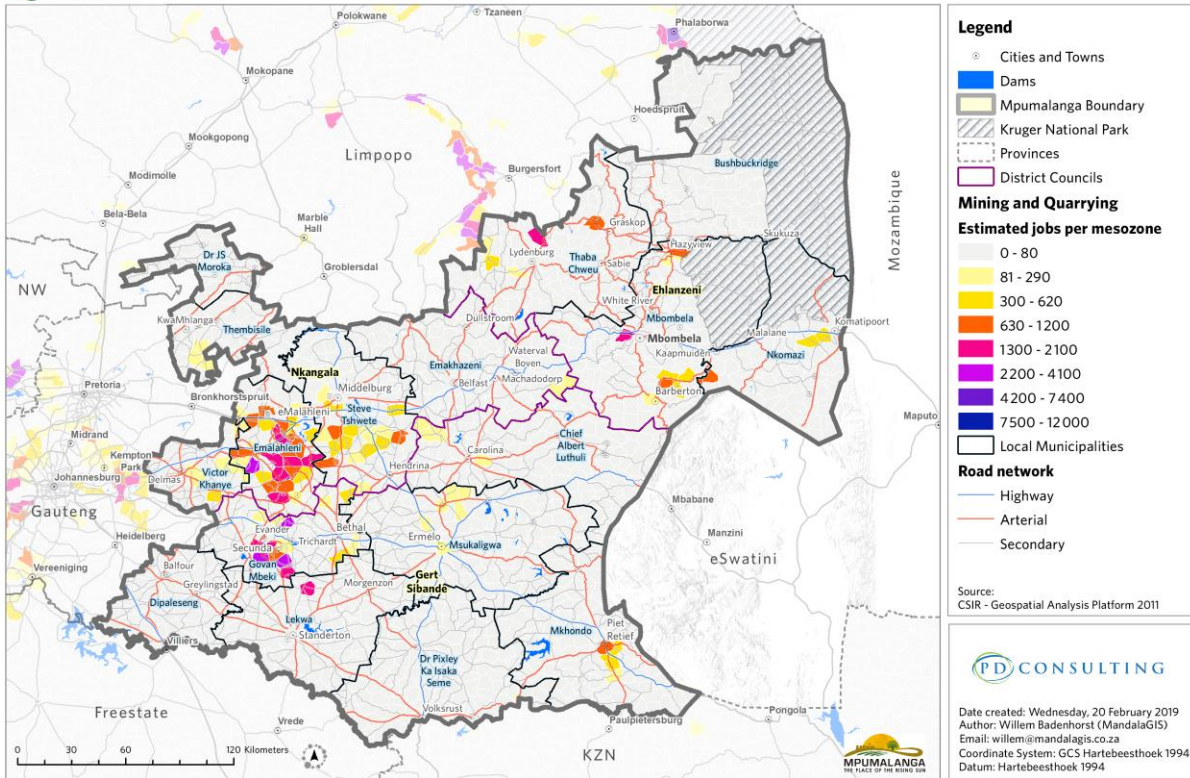 Tzaneen
Polokwane
Phalaborwa
Mokopane
Hoedspruit
Mookgopong
Limpopo
Bushbuckridge
Burgersfort
Modimolle
Mozambique
Bela-Bela
Marble
Hall
Graskop
Skukuza
Lydenburg
Hazyview
Dr JS
Moroka
Groblersdal
Thaba
Chweu
Sabie
NW
Ehlanzeni
White River
KwaMhlanga
Dullstroom
Mbombela
Komatipoort
Thembisile
Malalane
Emakhazeni
Waterval
Boven
Mbombela
Nkomazi
Nkangala
Kaapmuiden
Pretoria
Middelburg
Belfast
Machadodorp
Bronkhorstspruit
Barberton
eMalahleni
Steve
Tshwete
Maputo
Midrand
Emalahleni
Chief
Albert
Luthuli
Kempton
Park
Carolina
Hendrina
Victor
Khanye
Delmas
Johannesburg
Mbabane
Gauteng
Evander
Bethal
Manzini
Heidelberg
Ermelo
Trichardt
Msukaligwa
Secunda
eSwatini
Govan
Mbeki
Balfour
Vereeniging
Gert
Sibande
Morgenzon
Greylingstad
Dipaleseng
Lekwa
Piet
Retief
Mkhondo
Standerton
Villiers
Dr Pixley
Ka Isaka
Seme
Volksrust
Freestate
Vrede
Paulpietersburg
Pongola
KZN
0 30 60 120 Kilometers
MPUMALANGA
THE PLACE OF THE RISING SUN
Legend
Cities and Towns
Dams
Mpumalanga Boundary
Kruger National Park
Provinces
District Councils
Mining and Quarrying
Estimated jobs per mesozone
0 - 80
81 - 290
300 - 620
630 - 1200
1300 - 2100
2200 - 4100
4200 - 7400
7500 - 12 000
Local Municipalities
Road network
Highway
Arterial
Secondary
Source:
CSIR - Geospatial Analysis Platform 2011
PD CONSULTING
Date created: Wednesday, 20 February 2019
Author: Willem Badenhorst (MandalaGIS)
Email: willem@mandalagis.co.za
Coordinate System: GCS Hartebeesthoek 1994
Datum: Hartebeesthoek 1994